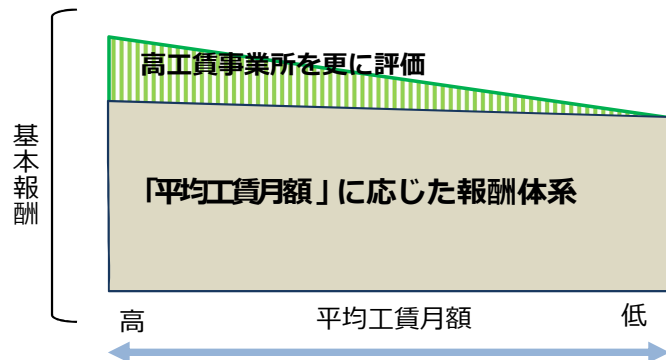 高工賃事業所を更に評価
基本報酬
「平均工賃月額」に応じた報酬体系
高 平均工賃月額 低